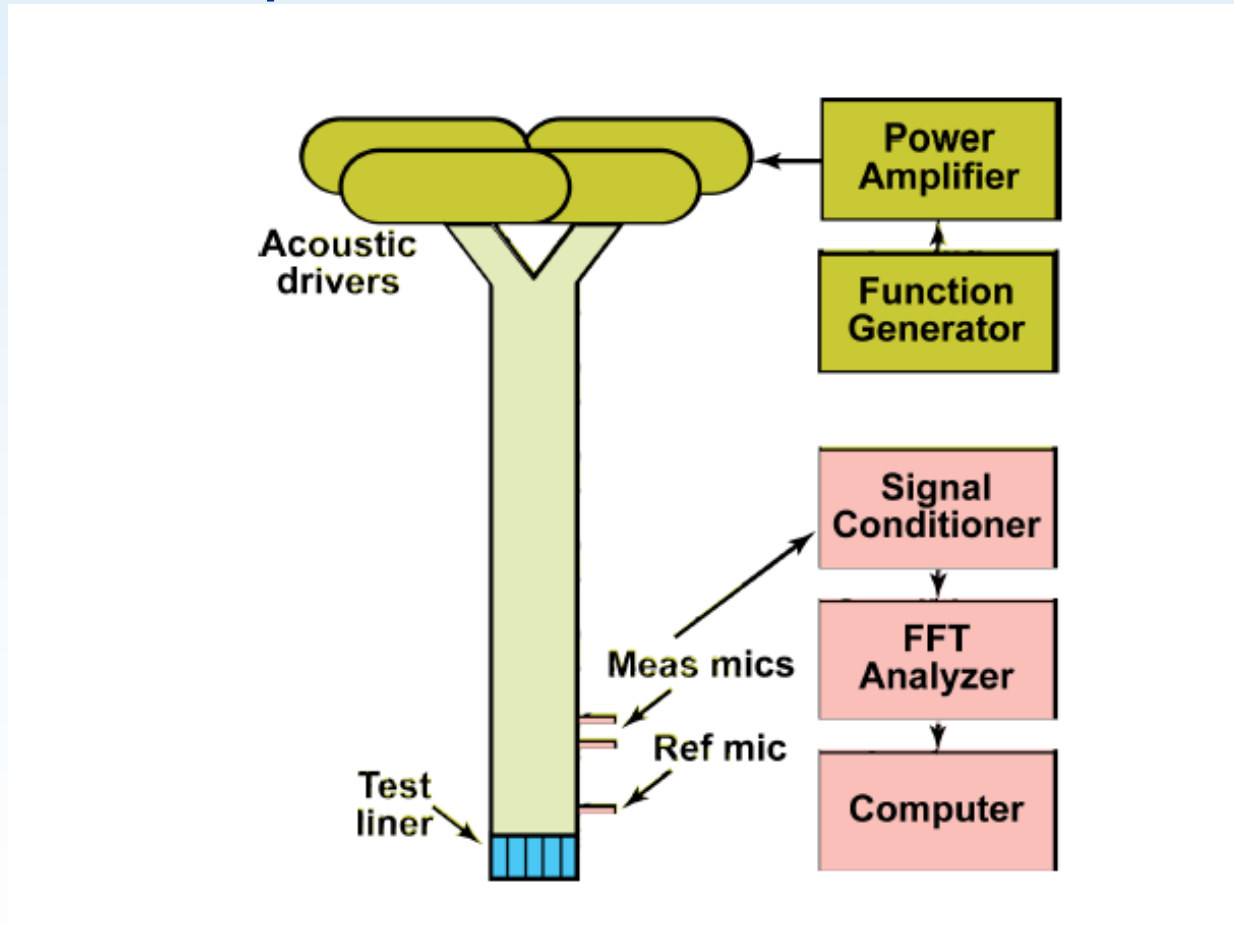 Power
Amplifier
Acoustic
drivers
Function
Generator
Signal
Conditioner
Meas mics
FFT
Analyzer
Ref mic
Test
liner
Computer